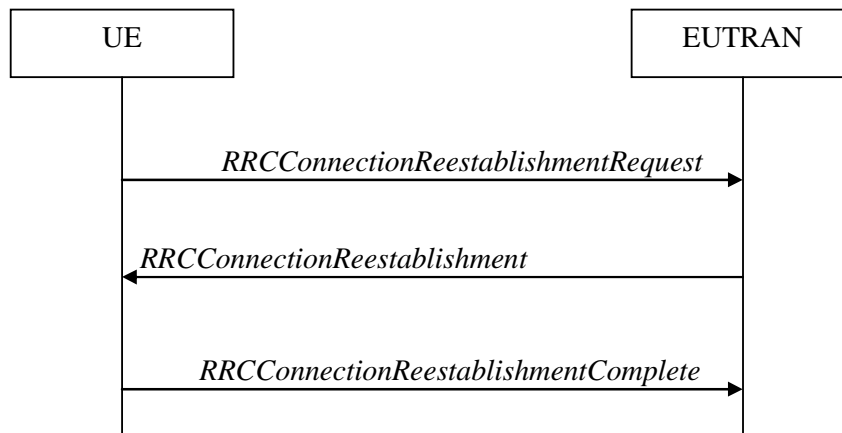 UE
EUTRAN
RRCConnectionReestablishmentRequest
RRCConnectionReestablishment
RRCConnectionReestablishmentComplete